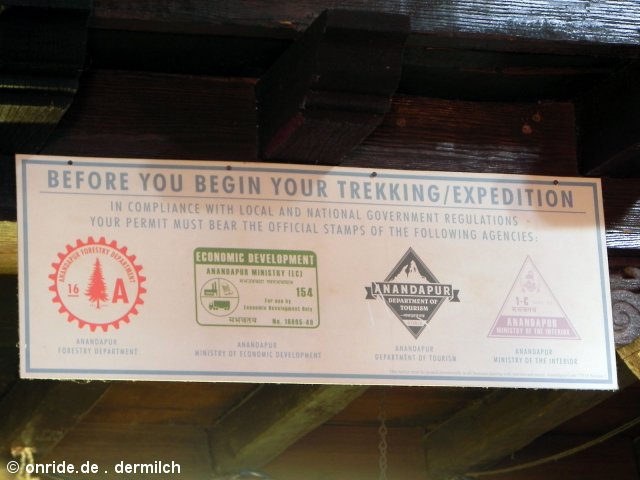 BEFORE YOU BEGIN YOUR TREKKING/EXPEDITION
IN COMPLIANCE WITH LOCAL AND NATIONAL GOVERNMENT REGULATIONS -
YOUR PERMIT MUST BEAR THE OFFICIAL STAMPS OF THE FOLLOWING AGENCIES:
ANANDAPUR FORESTRY DEPARTMENT
16 A
ANANDAPUR
FORESTRY DEPARTMENT
ECONOMIC DEVELOPMENT
ANANDAPUR MINISTRY (LC)
154
For use by
Economic Development Only
No. 16695-48
ANANDAPUR
MINISTRY OF ECONOMIC DEVELOPMENT
ANANDAPUR
DEPARTMENT OF
TOURISM
ANANDAPUR
DEPARTMENT OF TOURISM
1-C
ANANDAPUR
MINISTRY OF THE INTERIOR
ANANDAPUR
MINISTRY OF THE INTERIOR
© onride.de . dermilch